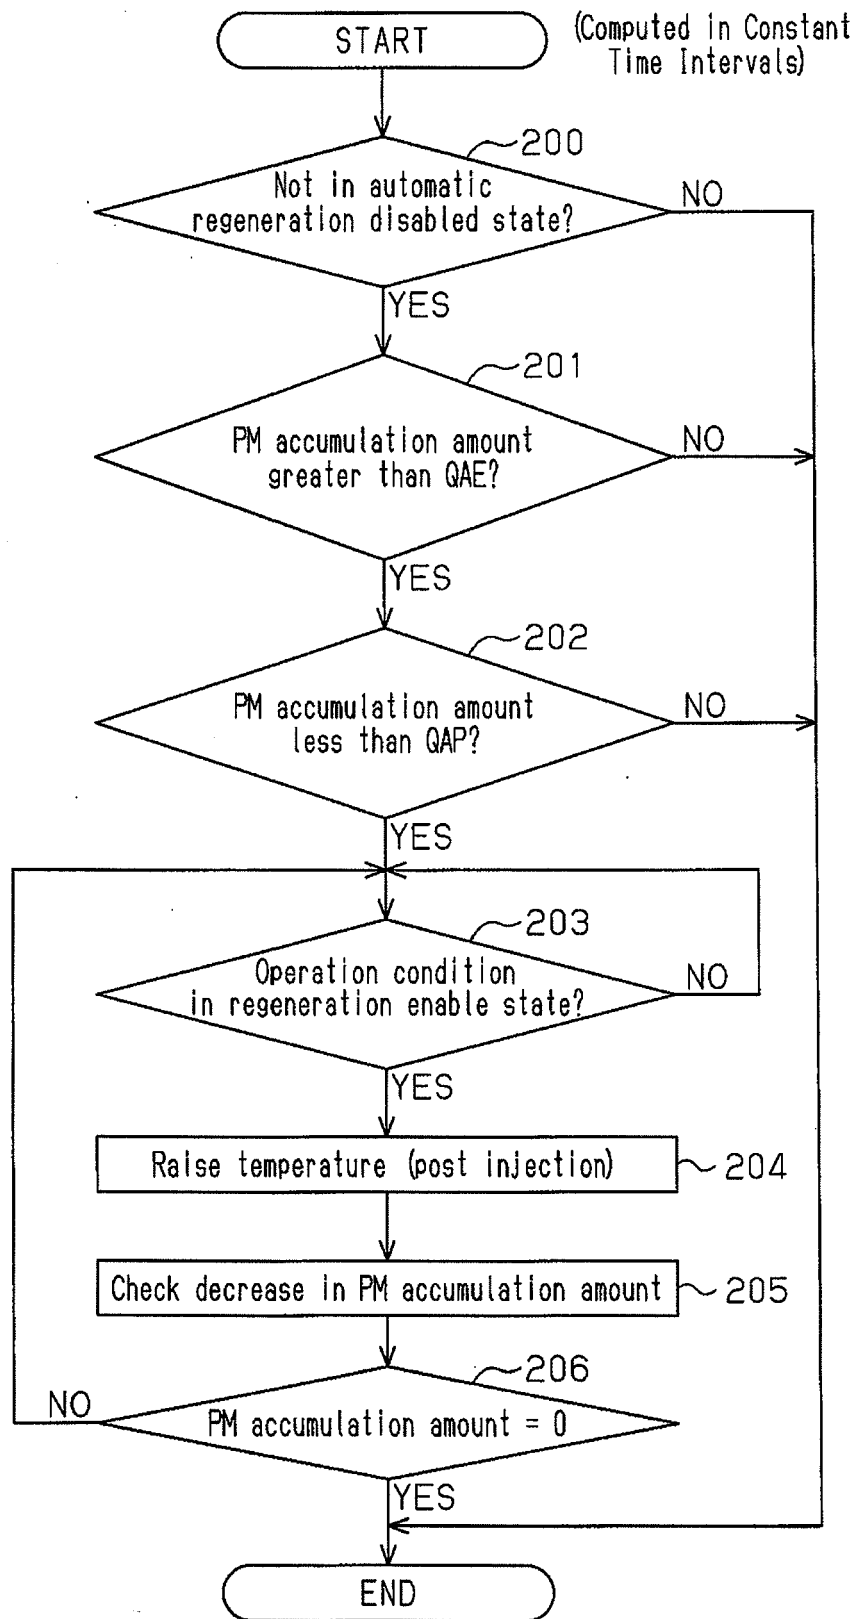 START
(Computed in Constant
Time Intervals)
200
Not in automatic
regeneration disabled state?
NO
YES
201
PM accumulation amount
greater than QAE?
NO
YES
202
PM accumulation amount
less than QAP?
NO
YES
203
Operation condition
in regeneration enable state?
NO
YES
Raise temperature (post injection)
204
Check decrease in PM accumulation amount
205
206
NO
PM accumulation amount = 0
YES
END